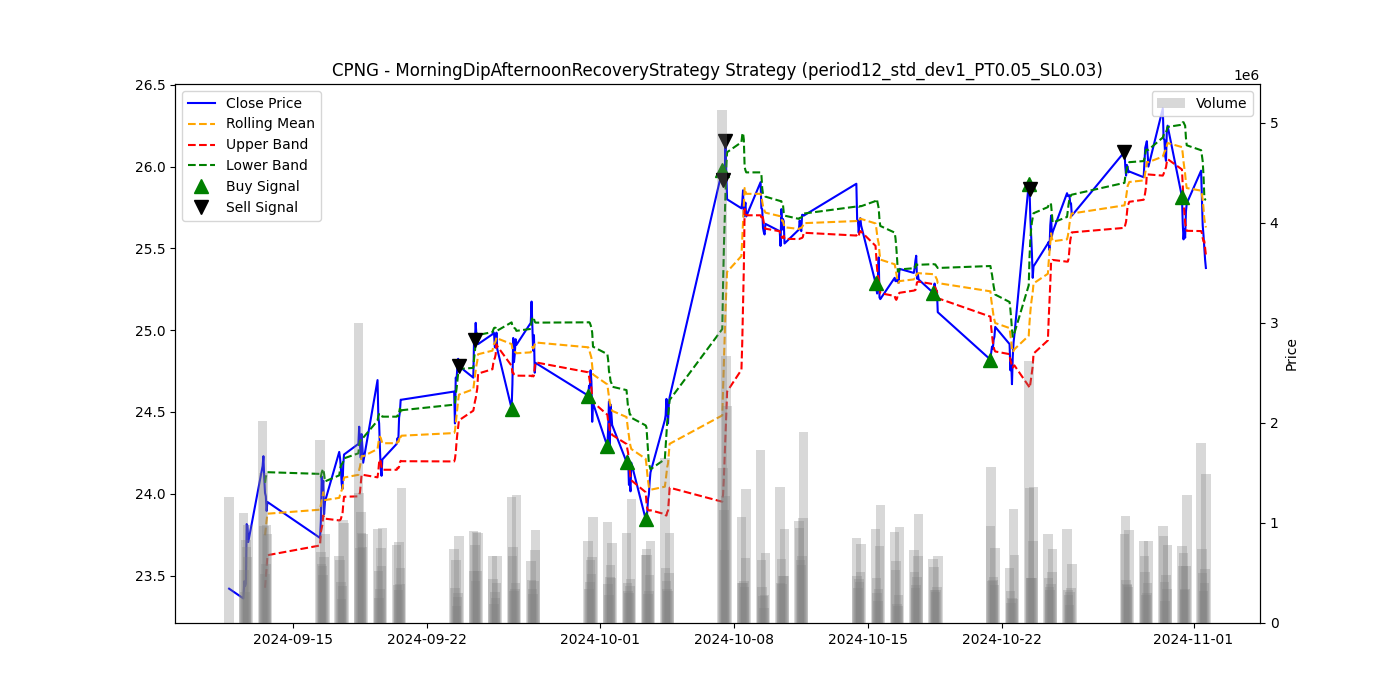 CPNG - MorningDipAfternoonRecoveryStrategy Strategy (period12_std_dev1_PT0.05_SL0.03)
1e6
Close Price
Rolling Mean
Upper Band
Lower Band
Buy Signal
Sell Signal
Volume
26.5
26.0
25.5
25.0
24.5
24.0
23.5
5
4
3
2
1
0
Price
2024-09-15
2024-09-22
2024-10-01
2024-10-08
2024-10-15
2024-10-22
2024-11-01